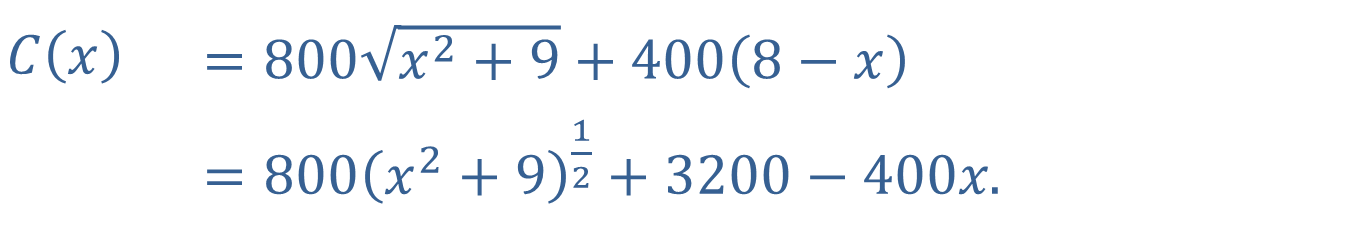 C(x) = 800√(x² + 9) + 400(8 − x)
= 800(x² + 9)^(1/2) + 3200 − 400x.